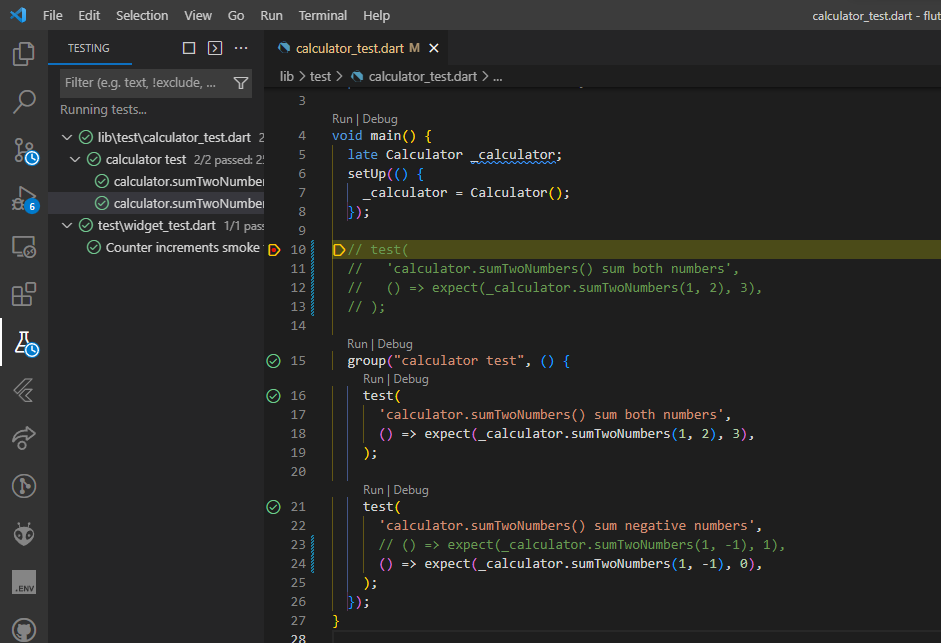 File Edit Selection View Go Run Terminal Help
calculator_test.dart - flut
TESTING
calculator_test.dart M
Filter (e.g. text, !exclude, ...
lib > test > calculator_test.dart > ...
Running tests...
lib\test\calculator_test.dart 2
calculator test 2/2 passed: 25
calculator.sumTwoNumber
calculator.sumTwoNumber
test\widget_test.dart 1/1 pass
Counter increments smoke
6
.ENV
3
Run | Debug
4 void main() {
5 late Calculator _calculator;
6 setUp(() {
7 _calculator = Calculator();
8 });
9
10 // test(
11 //   'calculator.sumTwoNumbers() sum both numbers',
12 //   () => expect(_calculator.sumTwoNumbers(1, 2), 3),
13 // );
14
Run | Debug
15 group("calculator test", () {
Run | Debug
16 test(
17 'calculator.sumTwoNumbers() sum both numbers',
18 () => expect(_calculator.sumTwoNumbers(1, 2), 3),
19 );
20
Run | Debug
21 test(
22 'calculator.sumTwoNumbers() sum negative numbers',
23 // () => expect(_calculator.sumTwoNumbers(1, -1), 1),
24 () => expect(_calculator.sumTwoNumbers(1, -1), 0),
25 );
26 });
27 }
28